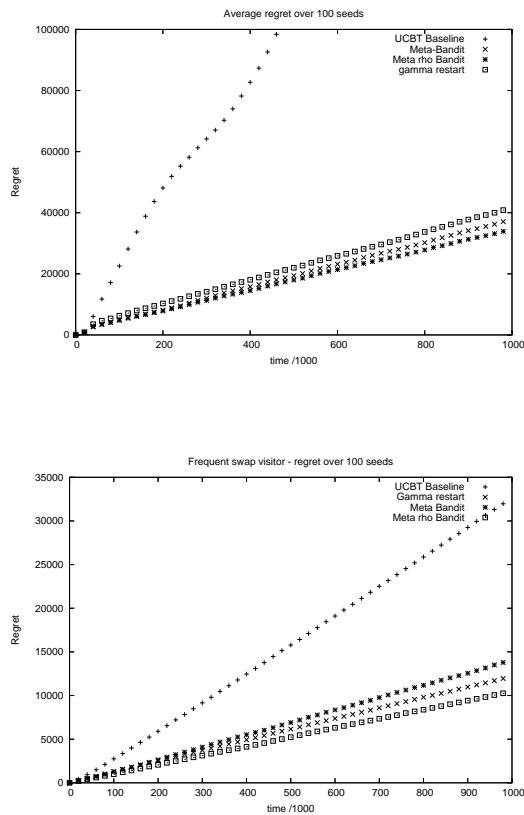 Average regret over 100 seeds
100000
80000
60000
40000
20000
0
Regret
UCBT Baseline
Meta-Bandit
Meta rho Bandit
gamma restart
0 200 400 600 800 1000
time /1000
Frequent swap visitor - regret over 100 seeds
35000
30000
25000
20000
15000
10000
5000
0
Regret
UCBT Baseline
Gamma restart
Meta Bandit
Meta rho Bandit
0 100 200 300 400 500 600 700 800 900 1000
time /1000